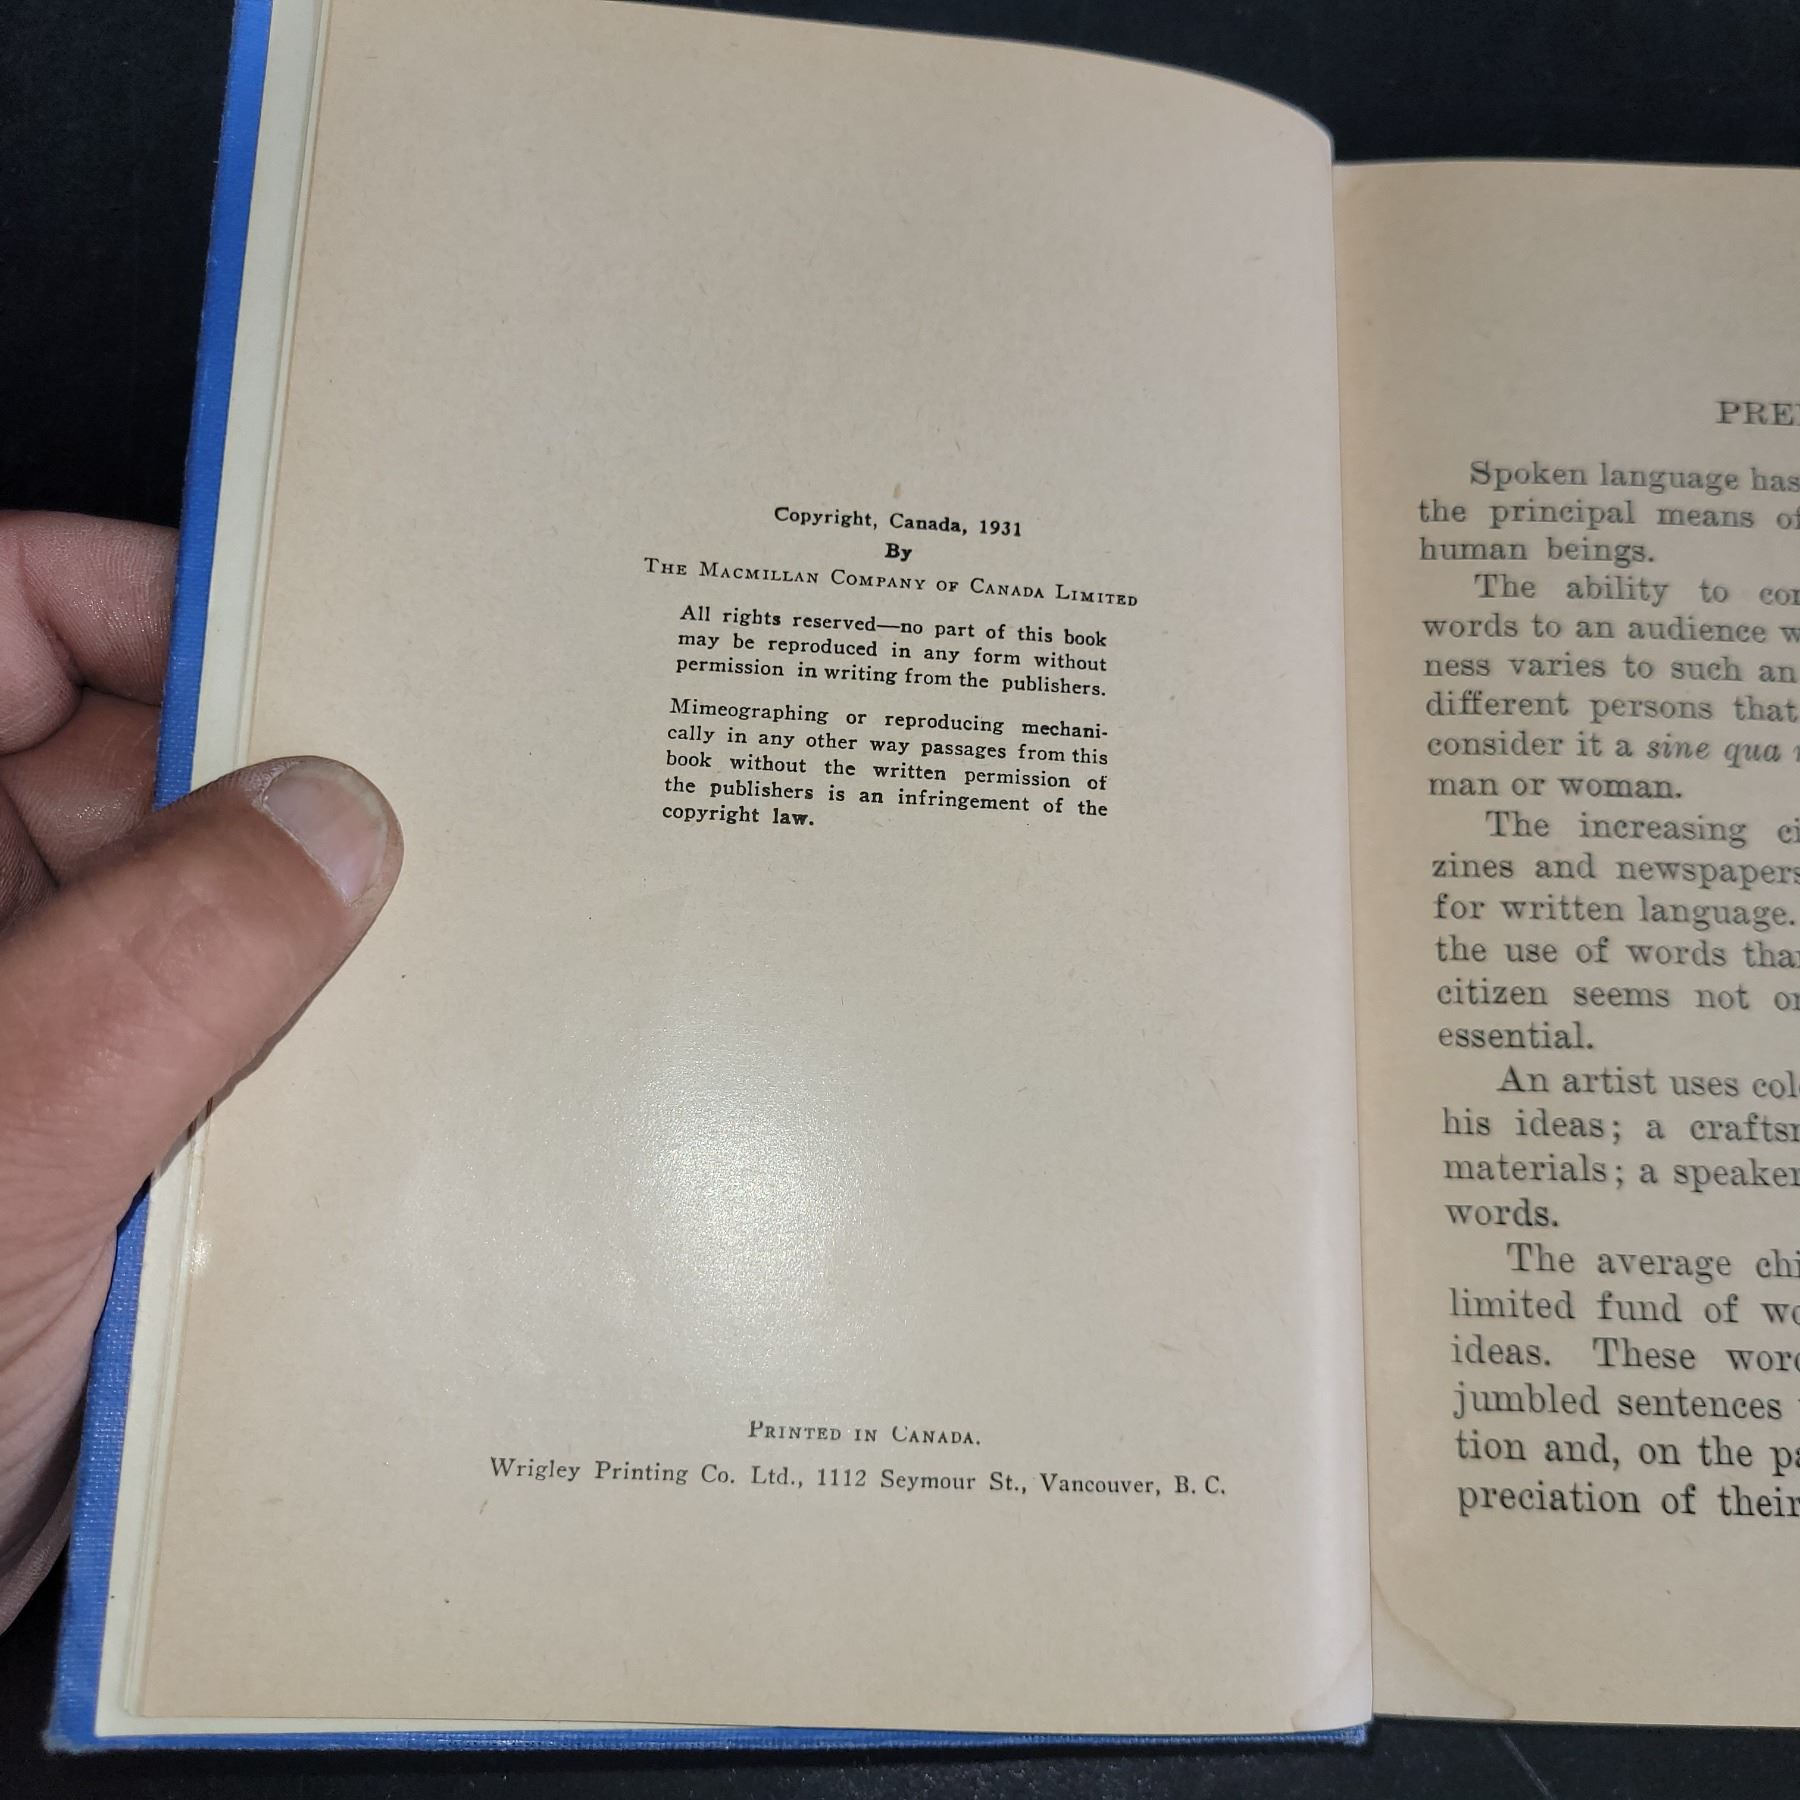 Copyright, Canada, 1931
By
The Macmillan Company of Canada Limited
All rights reserved—no part of this book
may be reproduced in any form without
permission in writing from the publishers.
Mimeographing or reproducing mechani-
cally in any other way passages from this
book without the written permission of
the publishers is an infringement of the
copyright law.
Printed in Canada.
Wrigley Printing Co. Ltd., 1112 Seymour St., Vancouver, B. C.
Spoken language has
the principal means
human beings.
The ability to
words to an audience
ness varies to such an
different persons that
consider it a sine qua
man or woman.
The increasing
zines and newspapers
for written language.
the use of words
citizen seems not
essential.
An artist uses
his ideas; a
materials; a speaker
words.
The average
limited fund of
ideas. These
jumbled sentences
tion and, on the
preciation of their